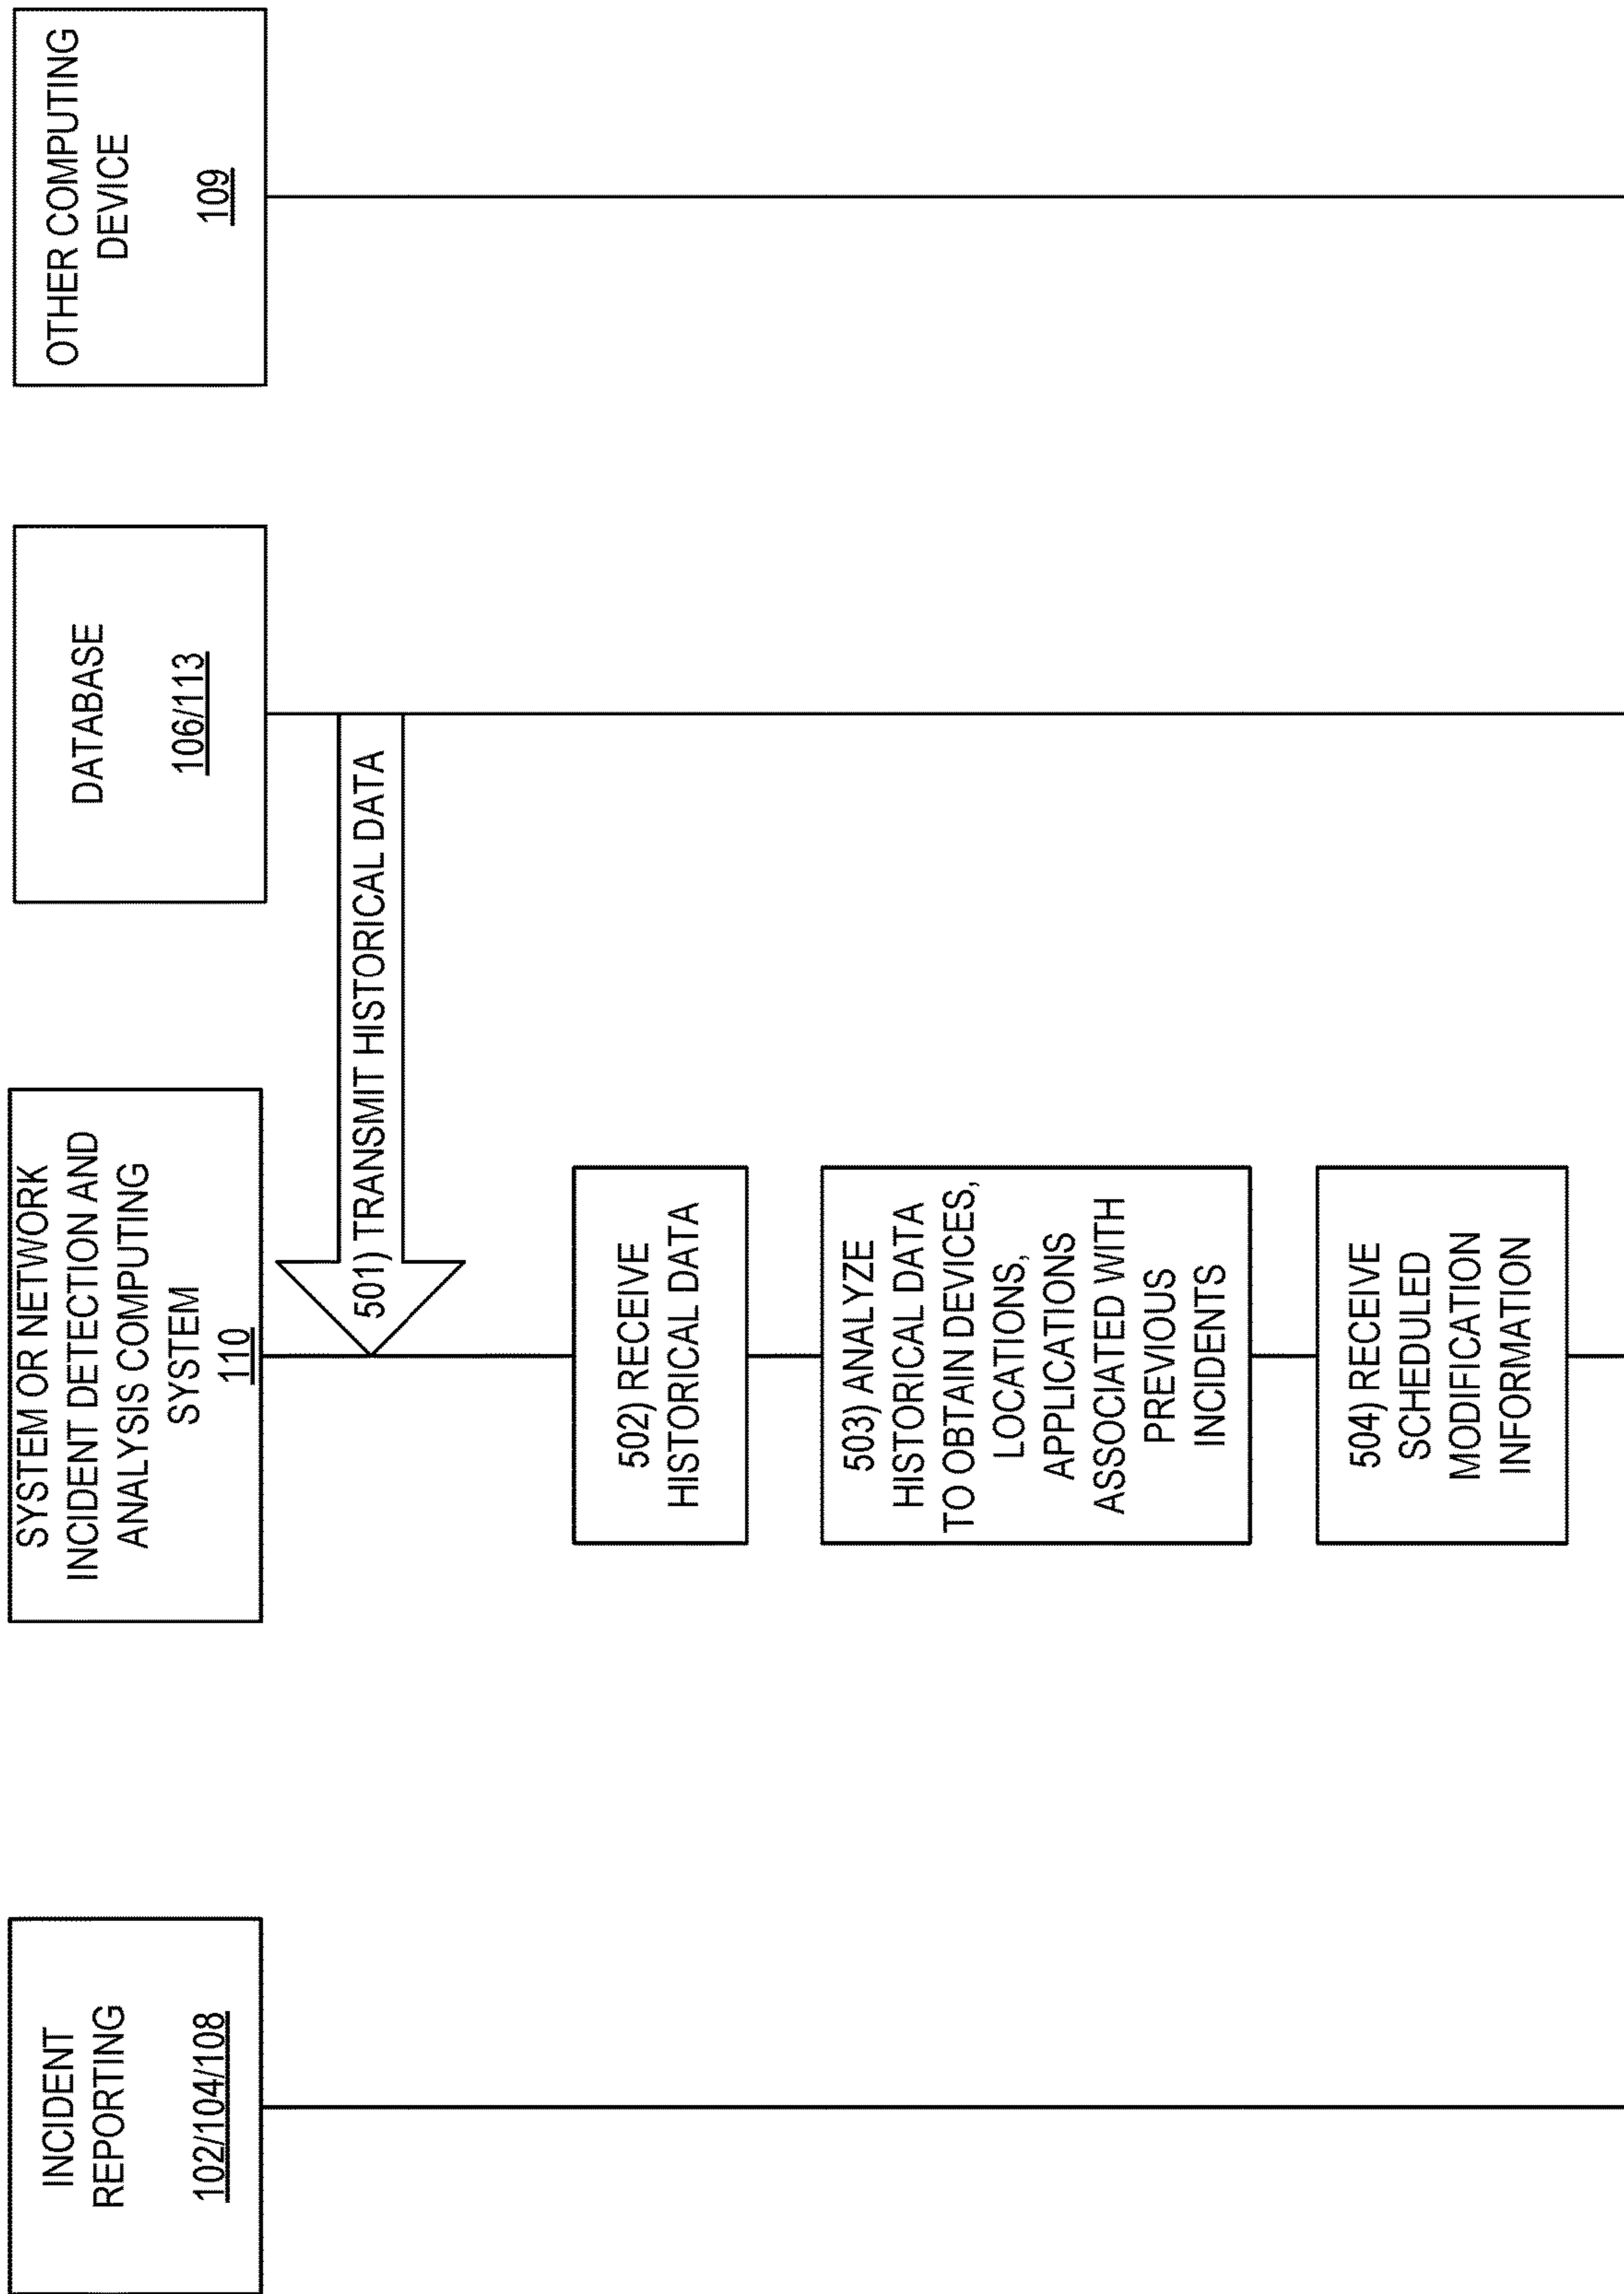 INCIDENT
REPORTING
102/104/108
SYSTEM OR NETWORK
INCIDENT DETECTION AND
ANALYSIS COMPUTING
SYSTEM
110
DATABASE
106/113
OTHER COMPUTING
DEVICE
109
501) TRANSMIT HISTORICAL DATA
502) RECEIVE
HISTORICAL DATA
503) ANALYZE
HISTORICAL DATA
TO OBTAIN DEVICES,
LOCATIONS,
APPLICATIONS
ASSOCIATED WITH
PREVIOUS
INCIDENTS
504) RECEIVE
SCHEDULED
MODIFICATION
INFORMATION